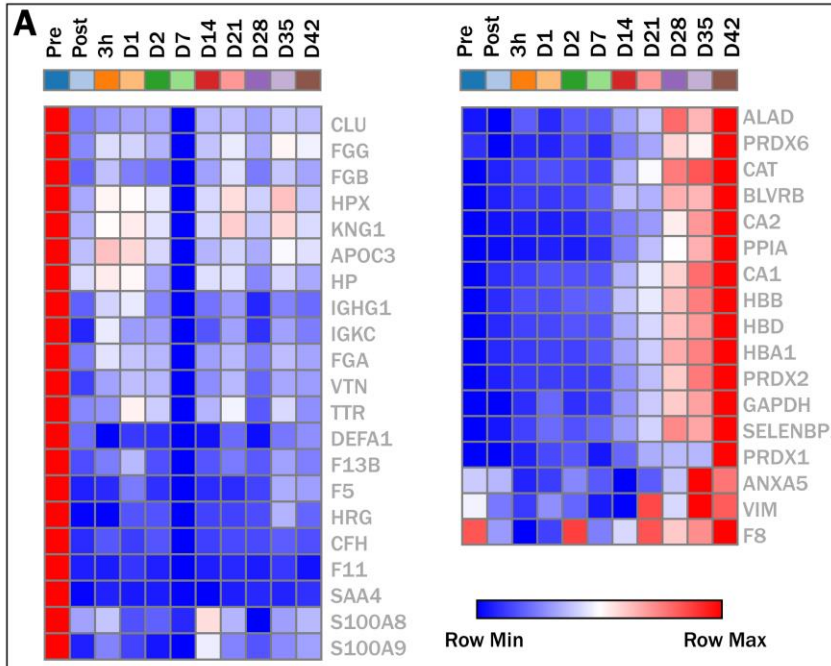 A
Pre Post 3h D1 D2 D7 D14 D21 D28 D35 D42
CLU
FGG
FGB
HPX
KNG1
APOC3
HP
IGHG1
IGKC
FGA
VTN
TTR
DEFA1
F13B
F5
HRG
CFH
F11
SAA4
S100A8
S100A9
Pre Post 3h D1 D2 D7 D14 D21 D28 D35 D42
ALAD
PRDX6
CAT
BLVRB
CA2
PPIA
CA1
HBB
HBD
HBA1
PRDX2
GAPDH
SELENBP
PRDX1
ANXA5
VIM
F8
Row Min Row Max